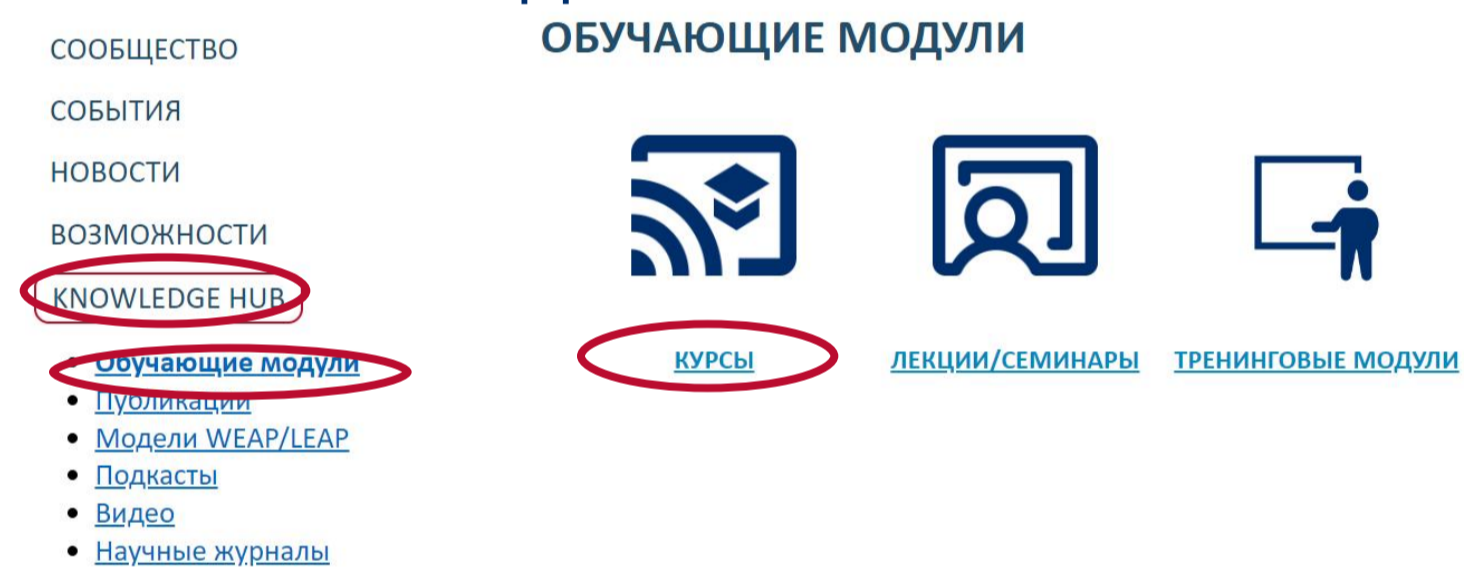 СООБЩЕСТВО
СОБЫТИЯ
НОВОСТИ
ВОЗМОЖНОСТИ
KNOWLEDGE HUB
• Обучающие модули
• Публикации
• Модели WEAP/LEAP
• Подкасты
• Видео
• Научные журналы
ОБУЧАЮЩИЕ МОДУЛИ
КУРСЫ
ЛЕКЦИИ/СЕМИНАРЫ
ТРЕНИНГОВЫЕ МОДУЛИ